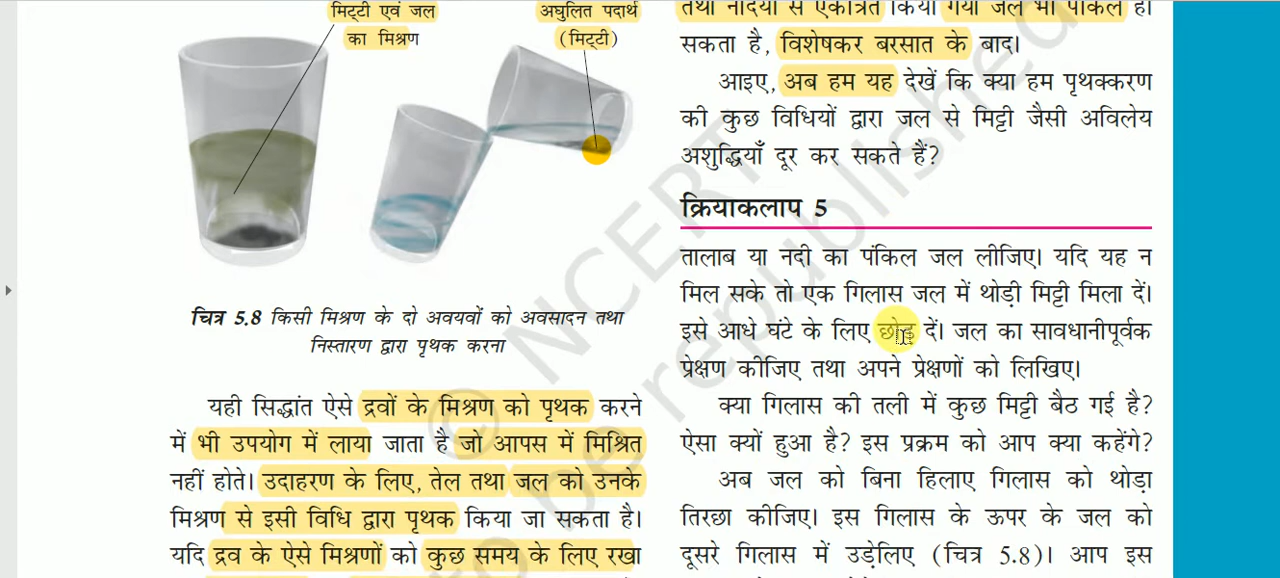 मिट्टी एवं जल
का मिश्रण
अघुलित पदार्थ
(मिट्टी)
चित्र 5.8 किसी मिश्रण के दो अवयवों को अवसादन तथा
निस्तारण द्वारा पृथक करना
यही सिद्धांत ऐसे द्रवों के मिश्रण को पृथक करने
में भी उपयोग में लाया जाता है जो आपस में मिश्रित
नहीं होते। उदाहरण के लिए, तेल तथा जल को उनके
मिश्रण से इसी विधि द्वारा पृथक किया जा सकता है।
यदि द्रव के ऐसे मिश्रणों को कुछ समय के लिए रखा
तथा नदियों से एकत्रित किया गया जल भी पंकिल हो
सकता है, विशेषकर बरसात के बाद।
आइए, अब हम यह देखें कि क्या हम पृथक्करण
की कुछ विधियों द्वारा जल से मिट्टी जैसी अविलेय
अशुद्धियाँ दूर कर सकते हैं?
क्रियाकलाप 5
तालाब या नदी का पंकिल जल लीजिए। यदि यह न
मिल सके तो एक गिलास जल में थोड़ी मिट्टी मिला दें।
इसे आधे घंटे के लिए छोड़ दें। जल का सावधानीपूर्वक
प्रेक्षण कीजिए तथा अपने प्रेक्षणों को लिखिए।
क्या गिलास की तली में कुछ मिट्टी बैठ गई है?
ऐसा क्यों हुआ है? इस प्रक्रम को आप क्या कहेंगे?
अब जल को बिना हिलाए गिलास को थोड़ा
तिरछा कीजिए। इस गिलास के ऊपर के जल को
दूसरे गिलास में उड़ेलिए (चित्र 5.8)। आप इस
© NCERT
to be republished